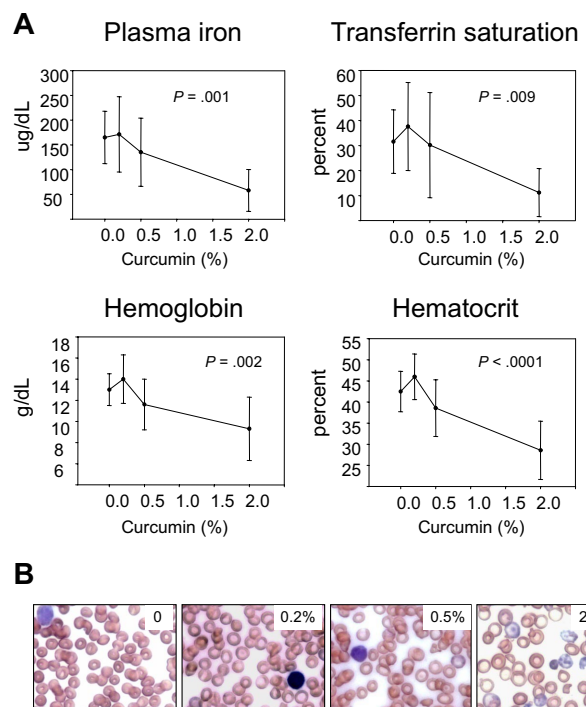 A
Plasma iron
Transferrin saturation
300
250
200
150
100
50
ug/dL
P = .001
0.0 0.5 1.0 1.5 2.0
Curcumin (%)
60
50
40
30
20
10
0
percent
P = .009
0.0 0.5 1.0 1.5 2.0
Curcumin (%)
Hemoglobin
Hematocrit
18
16
14
12
10
8
6
g/dL
P = .002
0.0 0.5 1.0 1.5 2.0
Curcumin (%)
55
45
40
35
30
25
percent
P < .0001
0.0 0.5 1.0 1.5 2.0
Curcumin (%)
B
0
0.2%
0.5%
2